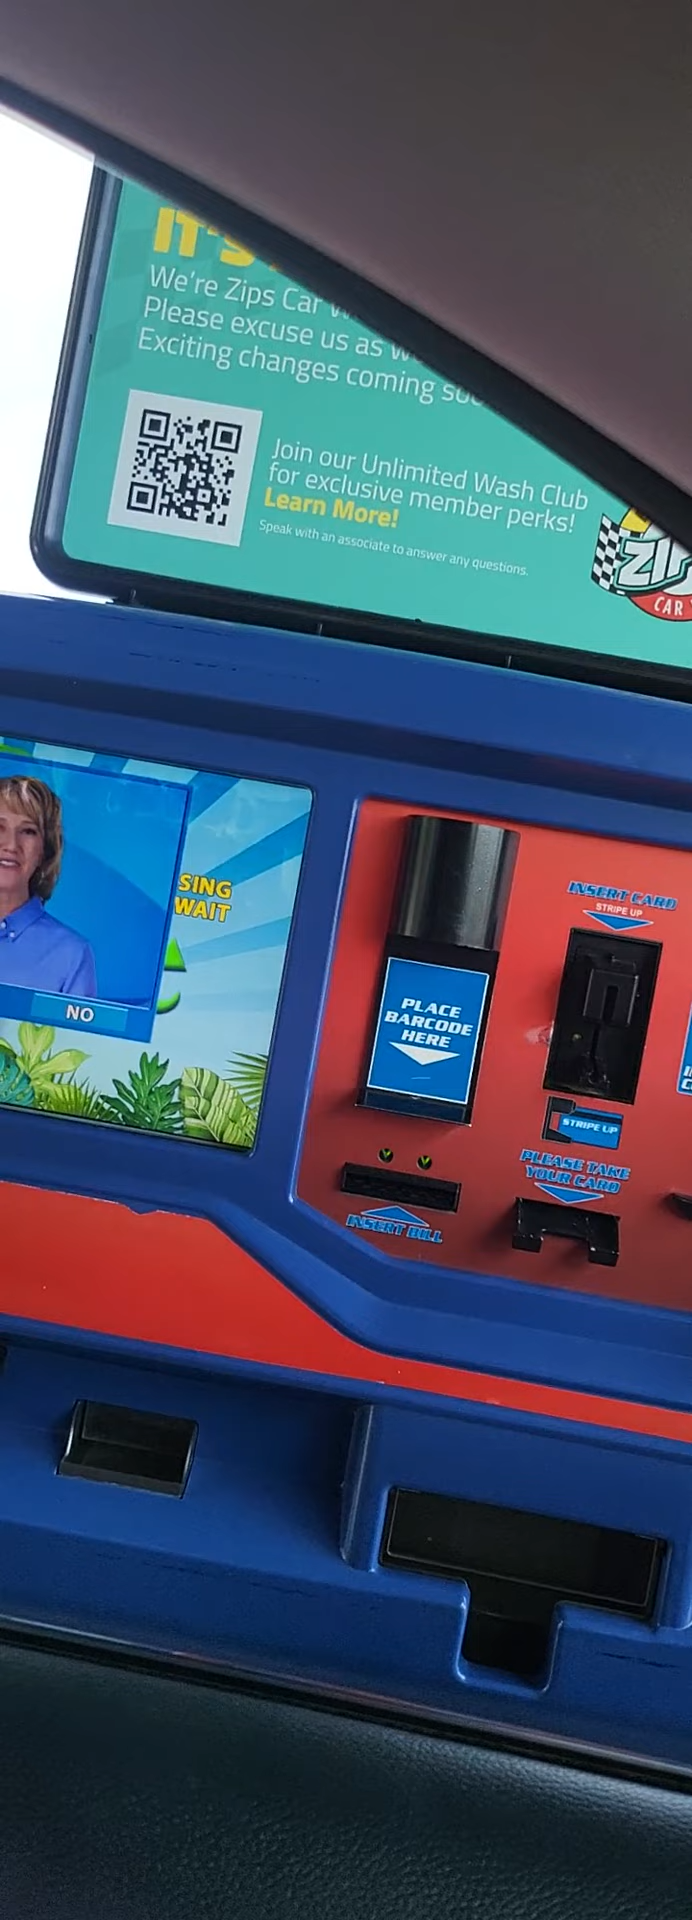 IT'S
We're Zips Car
Please excuse us as
Exciting changes coming
Join our Unlimited Wash Club
for exclusive member perks!
Learn More!
Speak with an associate to answer any questions.
ZIP
CAR
SING
WAIT
NO
PLACE
BARCODE
HERE
INSERT CARD
STRIPE UP
STRIPE UP
PLEASE TAKE
YOUR CARD
INSERT BILL